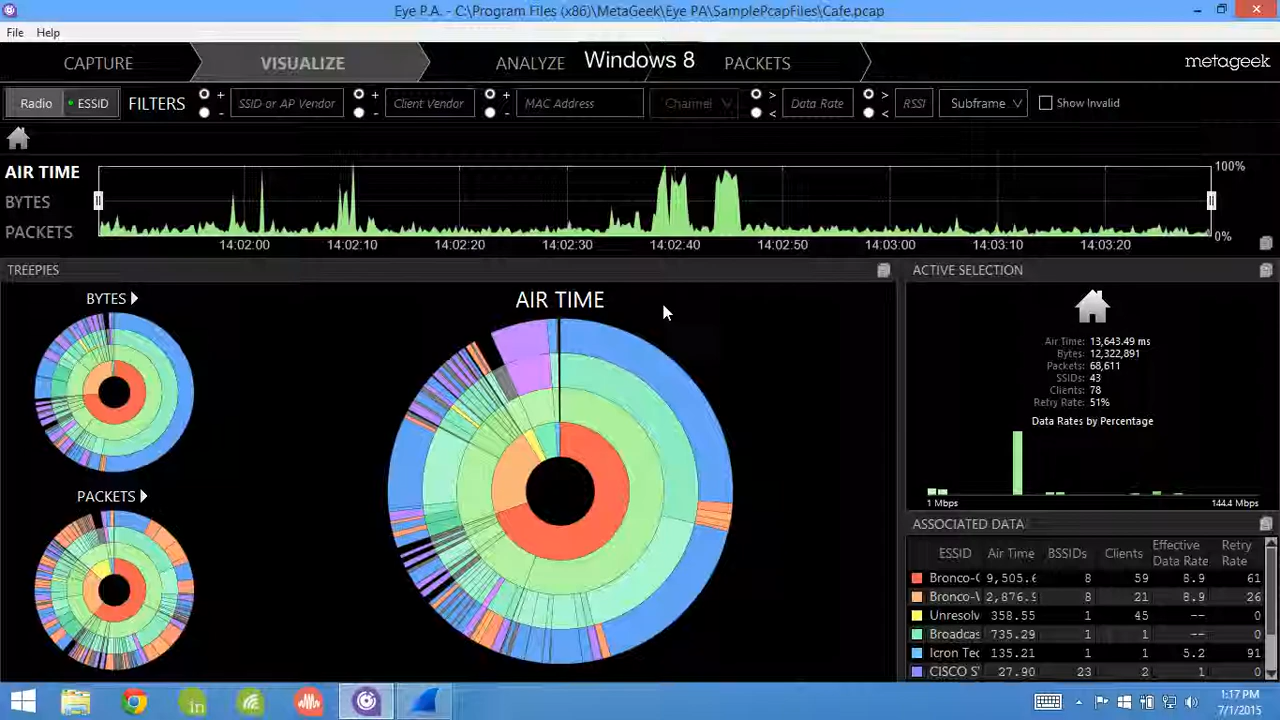 Eye P.A. - C:\Program Files (x86)\MetaGeek\Eye PA\SamplePcapFiles\Cafe.pcap
File Help
CAPTURE VISUALIZE ANALYZE Windows 8 PACKETS metageek
Radio ESSID FILTERS + - SSID or AP Vendor + - Client Vendor + - MAC Address Channel > < Data Rate > < RSSI Subframe Show Invalid
AIR TIME
BYTES
PACKETS
100%
0%
14:02:00 14:02:10 14:02:20 14:02:30 14:02:40 14:02:50 14:03:00 14:03:10 14:03:20
TREEPIES
BYTES
PACKETS
AIR TIME
ACTIVE SELECTION
Air Time: 13,643.49 ms
Bytes: 12,322,891
Packets: 68,611
SSIDs: 43
Clients: 78
Retry Rate: 51%
Data Rates by Percentage
1 Mbps 144.4 Mbps
ASSOCIATED DATA
ESSID Air Time BSSIDs Clients Effective Data Rate Retry Rate
Bronco-( 9,505.6 8 59 8.9 61
Bronco-\ 2,876.5 8 21 8.9 26
Unresolv 358.55 1 45 -- 0
Broadcas 735.29 1 1 -- 0
Icron Tec 135.21 1 1 5.2 91
CISCO S 27.90 23 2 1 0
in
1:17 PM
7/1/2015